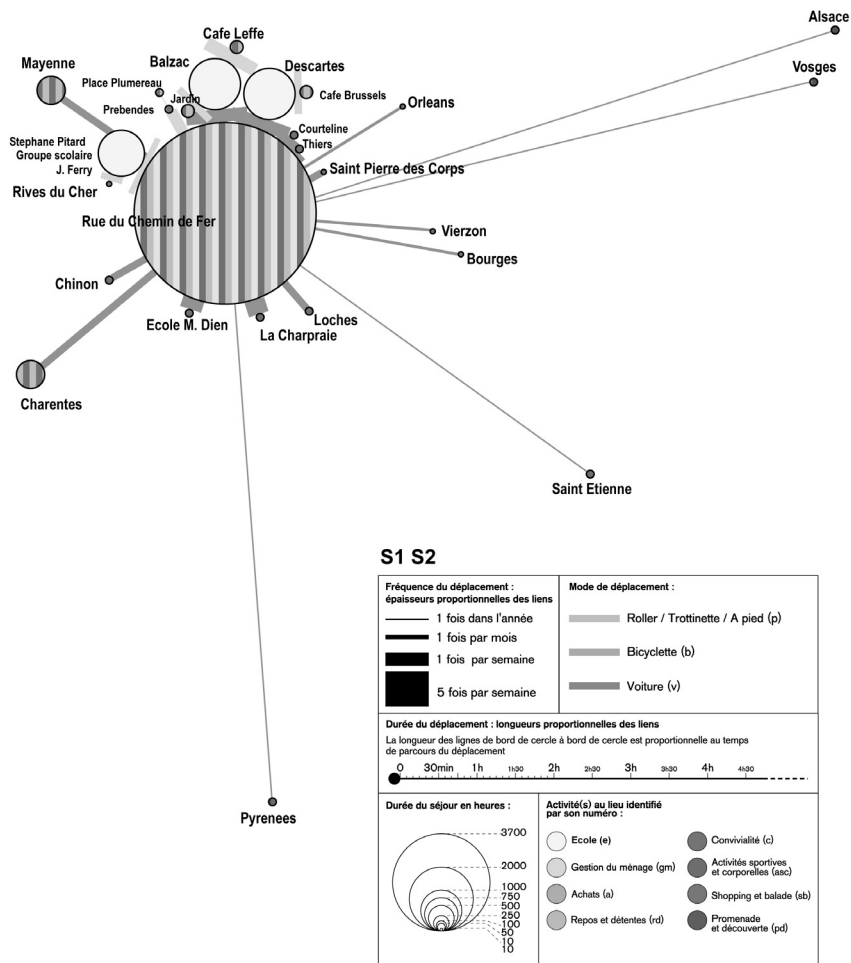 Alsace
Cafe Leffe
Mayenne
Balzac
Descartes
Vosges
Place Plumereau
Jardin
Cafe Brussels
Prebendes
Orleans
Courteline
Stephane Pitard
Groupe scolaire
J. Ferry
Thiers
Saint Pierre des Corps
Rives du Cher
Rue du Chemin de Fer
Vierzon
Bourges
Chinon
Ecole M. Dien
Loches
La Charpraie
Charentes
Saint Etienne
Pyrenees
S1 S2
Fréquence du déplacement :
épaisseurs proportionnelles des liens
1 fois dans l'année
1 fois par mois
1 fois par semaine
5 fois par semaine
Mode de déplacement :
Roller / Trottinette / A pied (p)
Bicyclette (b)
Voiture (v)
Durée du déplacement : longueurs proportionnelles des liens
La longueur des lignes de bord de cercle à bord de cercle est proportionnelle au temps
de parcours du déplacement
0 30min 1h 1h30 2h 2h30 3h 3h30 4h 4h30
Durée du séjour en heures :
3700
2000
1000
750
500
250
100
50
10
10
Activité(s) au lieu identifié
par son numéro :
Ecole (e)
Gestion du ménage (gm)
Achats (a)
Repos et détentes (rd)
Convivialité (c)
Activités sportives
et corporelles (asc)
Shopping et balade (sb)
Promenade
et découverte (pd)